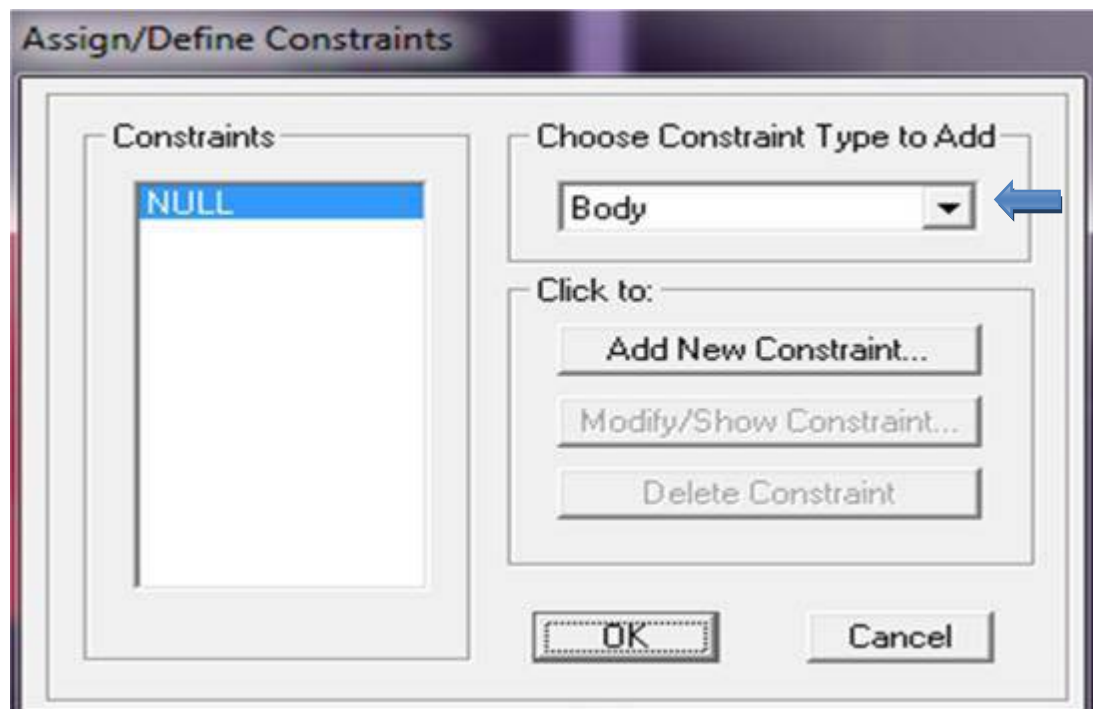 Assign/Define Constraints
Constraints
NULL
Choose Constraint Type to Add
Body
Click to:
Add New Constraint...
Modify/Show Constraint...
Delete Constraint
OK
Cancel